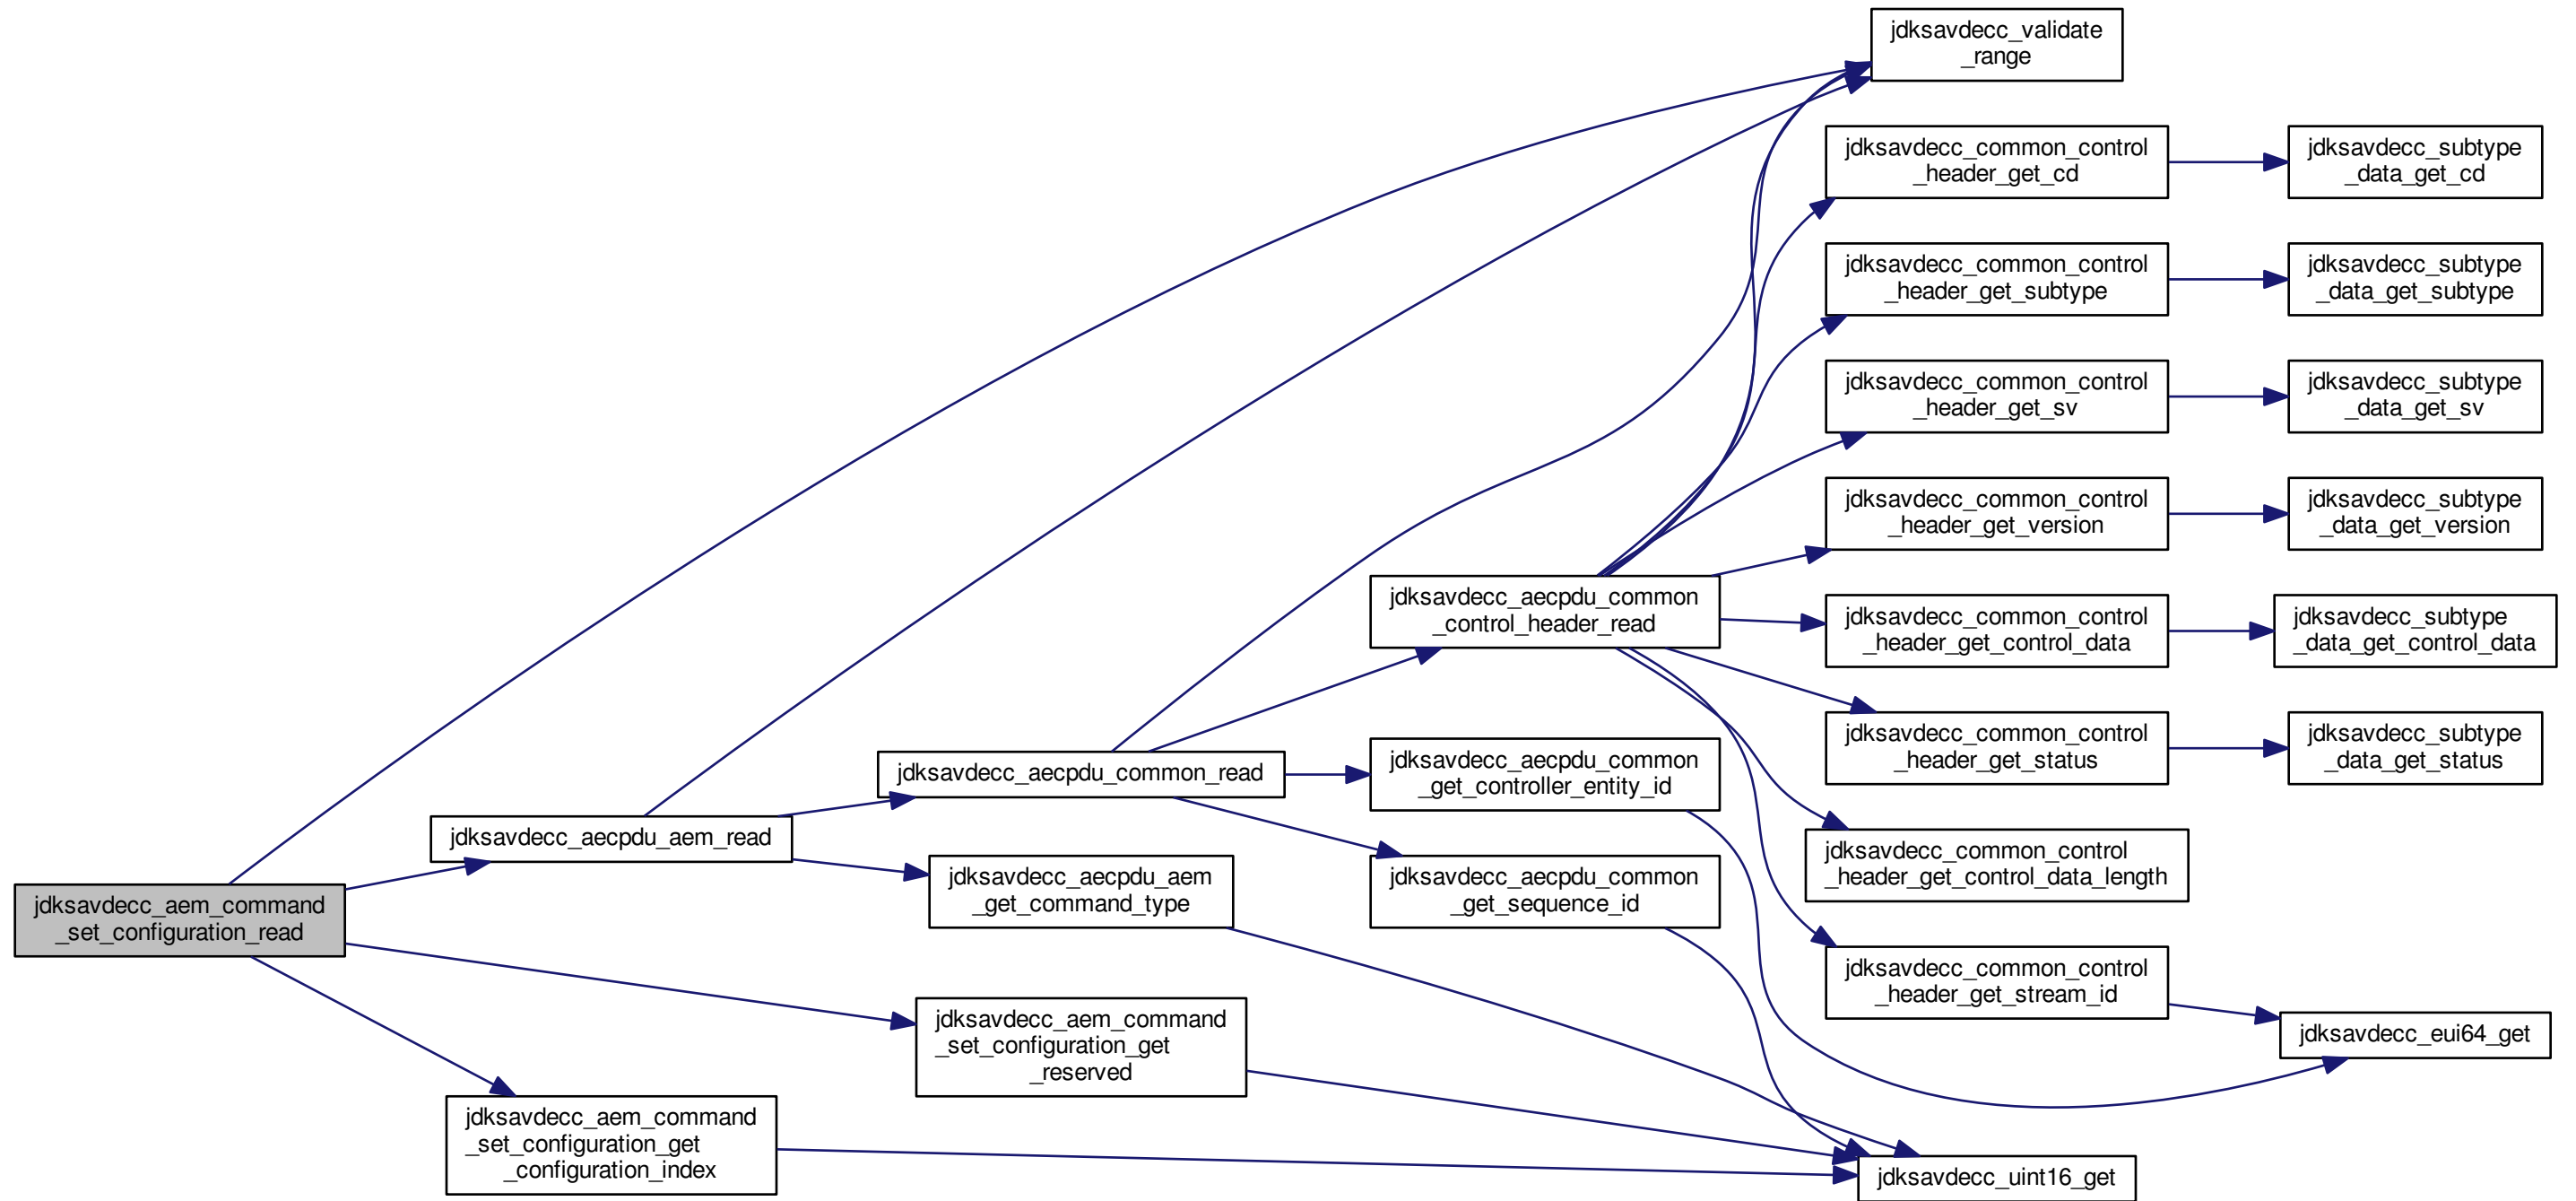 jdksavdecc_aem_command
_set_configuration_read
jdksavdecc_aecpdu_aem_read
jdksavdecc_aem_command
_set_configuration_get
_configuration_index
jdksavdecc_aecpdu_common_read
jdksavdecc_aecpdu_aem
_get_command_type
jdksavdecc_aem_command
_set_configuration_get
_reserved
jdksavdecc_aecpdu_common
_control_header_read
jdksavdecc_aecpdu_common
_get_controller_entity_id
jdksavdecc_aecpdu_common
_get_sequence_id
jdksavdecc_validate
_range
jdksavdecc_common_control
_header_get_cd
jdksavdecc_common_control
_header_get_subtype
jdksavdecc_common_control
_header_get_sv
jdksavdecc_common_control
_header_get_version
jdksavdecc_common_control
_header_get_control_data
jdksavdecc_common_control
_header_get_status
jdksavdecc_common_control
_header_get_control_data_length
jdksavdecc_common_control
_header_get_stream_id
jdksavdecc_uint16_get
jdksavdecc_subtype
_data_get_cd
jdksavdecc_subtype
_data_get_subtype
jdksavdecc_subtype
_data_get_sv
jdksavdecc_subtype
_data_get_version
jdksavdecc_subtype
_data_get_control_data
jdksavdecc_subtype
_data_get_status
jdksavdecc_eui64_get